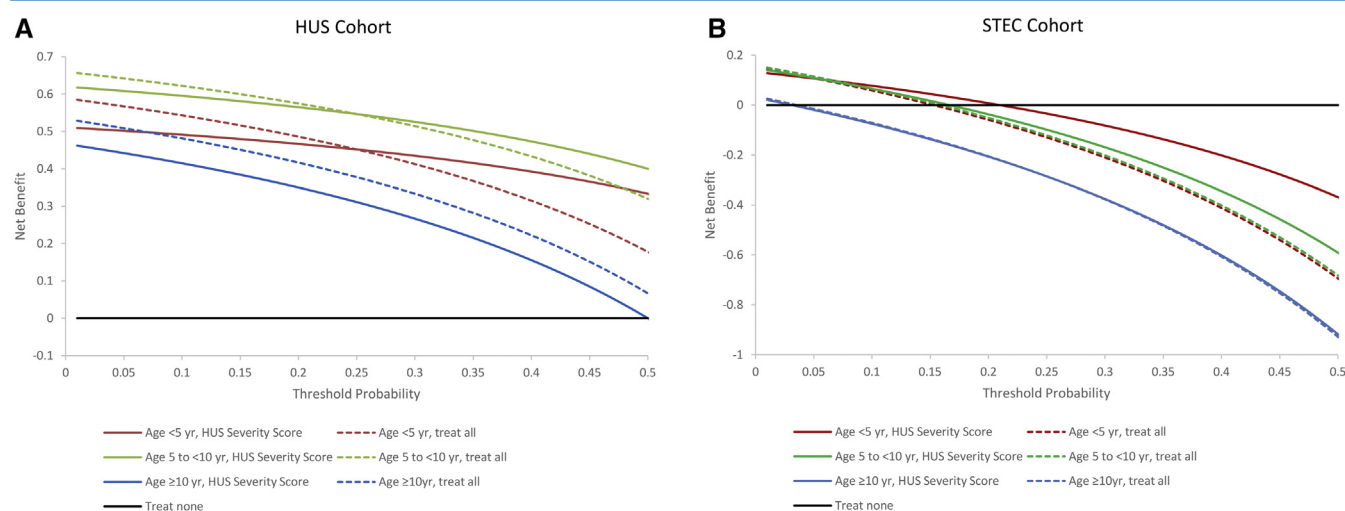 A
HUS Cohort
0.7
0.6
0.5
0.4
0.3
0.2
0.1
0
-0.1
Net Benefit
0 0.05 0.1 0.15 0.2 0.25 0.3 0.35 0.4 0.45 0.5
Threshold Probability
Age <5 yr, HUS Severity Score Age <5 yr, treat all
Age 5 to <10 yr, HUS Severity Score Age 5 to <10 yr, treat all
Age ≥10 yr, HUS Severity Score Age ≥10yr, treat all
Treat none
B
STEC Cohort
0.2
0
-0.2
-0.4
-0.6
-0.8
-1
Net Benefit
0 0.05 0.1 0.15 0.2 0.25 0.3 0.35 0.4 0.45 0.5
Threshold Probability
Age <5 yr, HUS Severity Score Age <5 yr, treat all
Age 5 to <10 yr, HUS Severity Score Age 5 to <10 yr, treat all
Age ≥10 yr, HUS Severity Score Age ≥10yr, treat all
Treat none